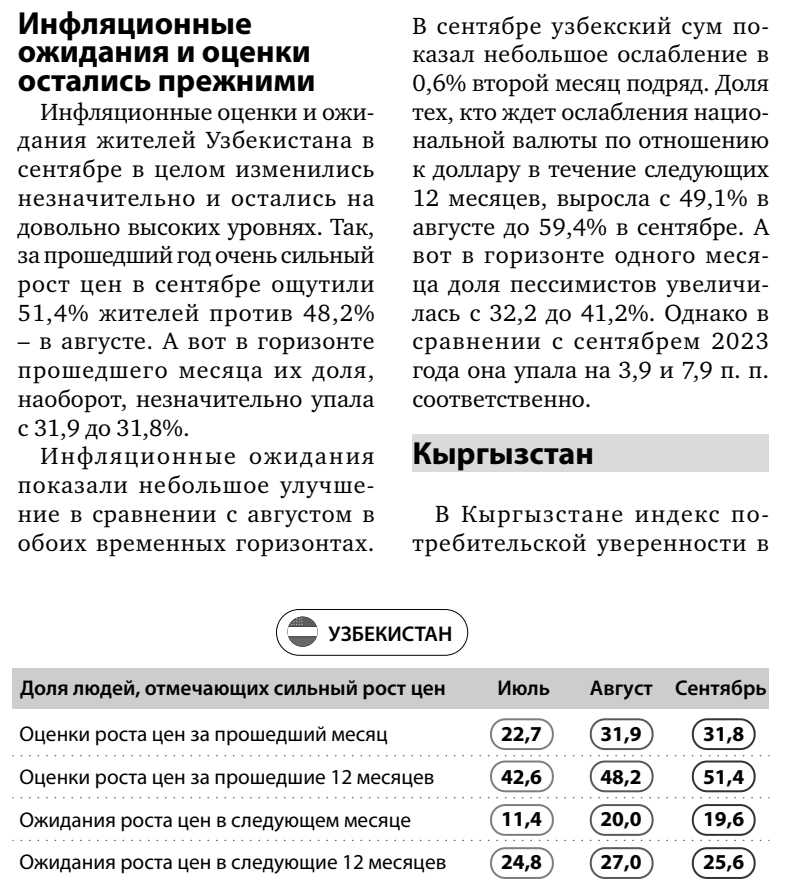 Инфляционные
ожидания и оценки
остались прежними
Инфляционные оценки и ожи-
дания жителей Узбекистана в
сентябре в целом изменились
незначительно и остались на
довольно высоких уровнях. Так,
за прошедший год очень сильный
рост цен в сентябре ощутили
51,4% жителей против 48,2%
– в августе. А вот в горизонте
прошедшего месяца их доля,
наоборот, незначительно упала
с 31,9 до 31,8%.
Инфляционные ожидания
показали небольшое улучше-
ние в сравнении с августом в
обоих временных горизонтах.
В сентябре узбекский сум по-
казал небольшое ослабление в
0,6% второй месяц подряд. Доля
тех, кто ждет ослабления нацио-
нальной валюты по отношению
к доллару в течение следующих
12 месяцев, выросла с 49,1% в
августе до 59,4% в сентябре. А
вот в горизонте одного меся-
ца доля пессимистов увеличи-
лась с 32,2 до 41,2%. Однако в
сравнении с сентябрем 2023
года она упала на 3,9 и 7,9 п. п.
соответственно.
Кыргызстан
В Кыргызстане индекс по-
требительской уверенности в
УЗБЕКИСТАН
Доля людей, отмечающих сильный рост цен Июль Август Сентябрь
Оценки роста цен за прошедший месяц 22,7 31,9 31,8
Оценки роста цен за прошедшие 12 месяцев 42,6 48,2 51,4
Ожидания роста цен в следующем месяце 11,4 20,0 19,6
Ожидания роста цен в следующие 12 месяцев 24,8 27,0 25,6